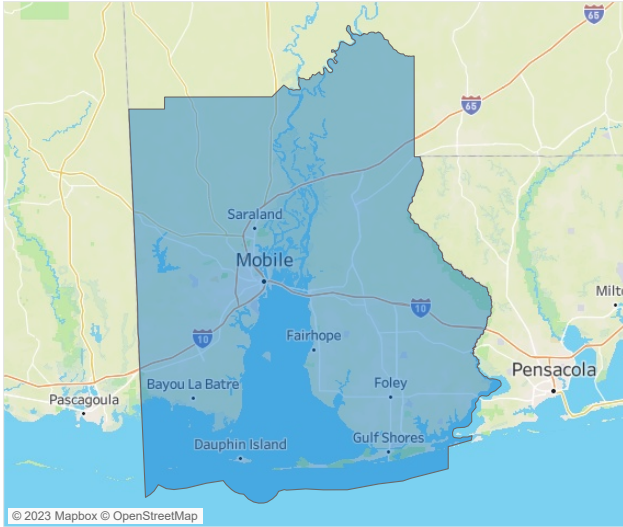 65
65
Saraland
Mobile
10
Milt
Fairhope
10
Pensacola
Bayou La Batre
Foley
Pascagoula
Gulf Shores
Dauphin Island
© 2023 Mapbox © OpenStreetMap